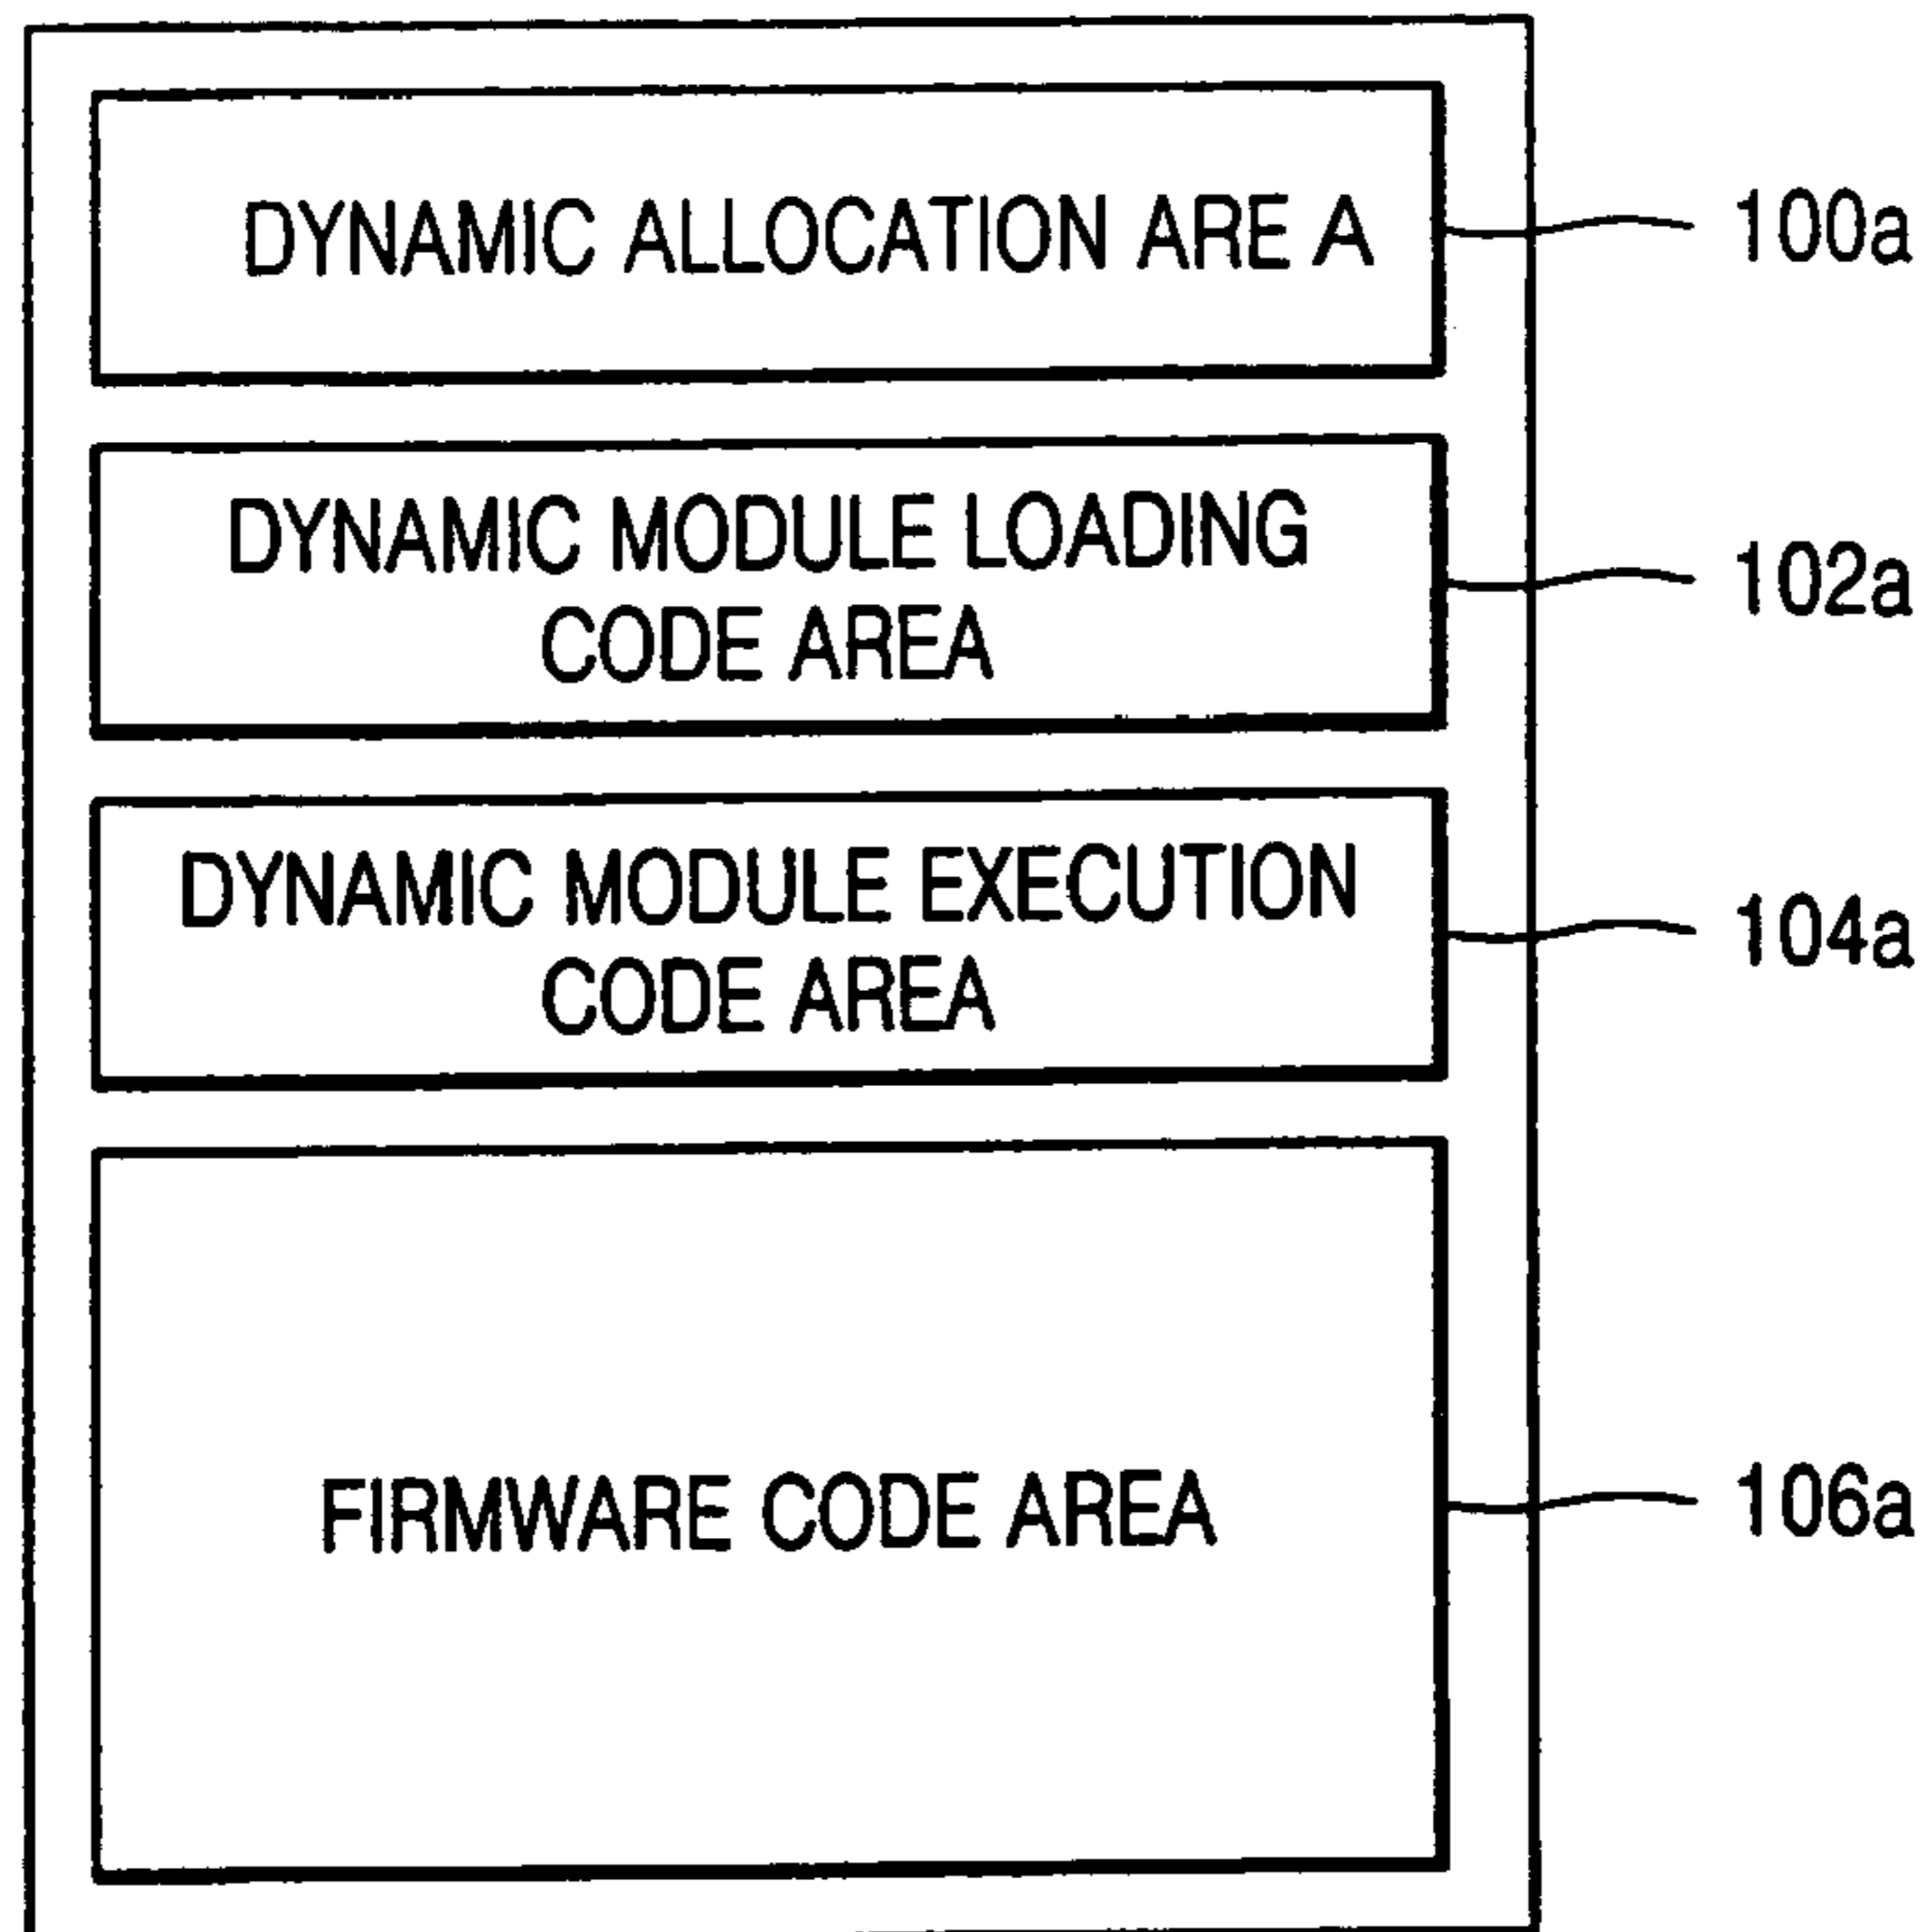 DYNAMIC ALLOCATION ARE A
100a
DYNAMIC MODULE LOADING
CODE AREA
102a
DYNAMIC MODULE EXECUTION
CODE AREA
104a
FIRMWARE CODE AREA
106a